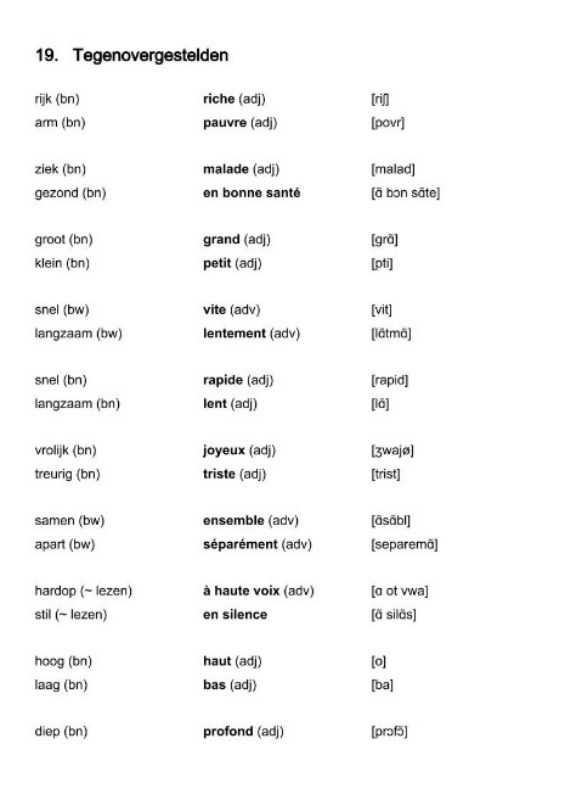 19. Tegenovergestelden
rijk (bn) riche (adj) [riʃ]
arm (bn) pauvre (adj) [povr]
ziek (bn) malade (adj) [malad]
gezond (bn) en bonne santé [ɑ̃ bɔn sɑ̃te]
groot (bn) grand (adj) [grɑ̃]
klein (bn) petit (adj) [pti]
snel (bw) vite (adv) [vit]
langzaam (bw) lentement (adv) [lɑ̃tmɑ̃]
snel (bn) rapide (adj) [rapid]
langzaam (bn) lent (adj) [lɑ̃]
vrolijk (bn) joyeux (adj) [ʒwajø]
treurig (bn) triste (adj) [trist]
samen (bw) ensemble (adv) [ɑ̃sɑ̃bl]
apart (bw) séparément (adv) [separemɑ̃]
hardop (~ lezen) à haute voix (adv) [ɑ ot vwa]
stil (~ lezen) en silence [ɑ̃ silɑ̃s]
hoog (bn) haut (adj) [o]
laag (bn) bas (adj) [ba]
diep (bn) profond (adj) [prɔfɔ̃]